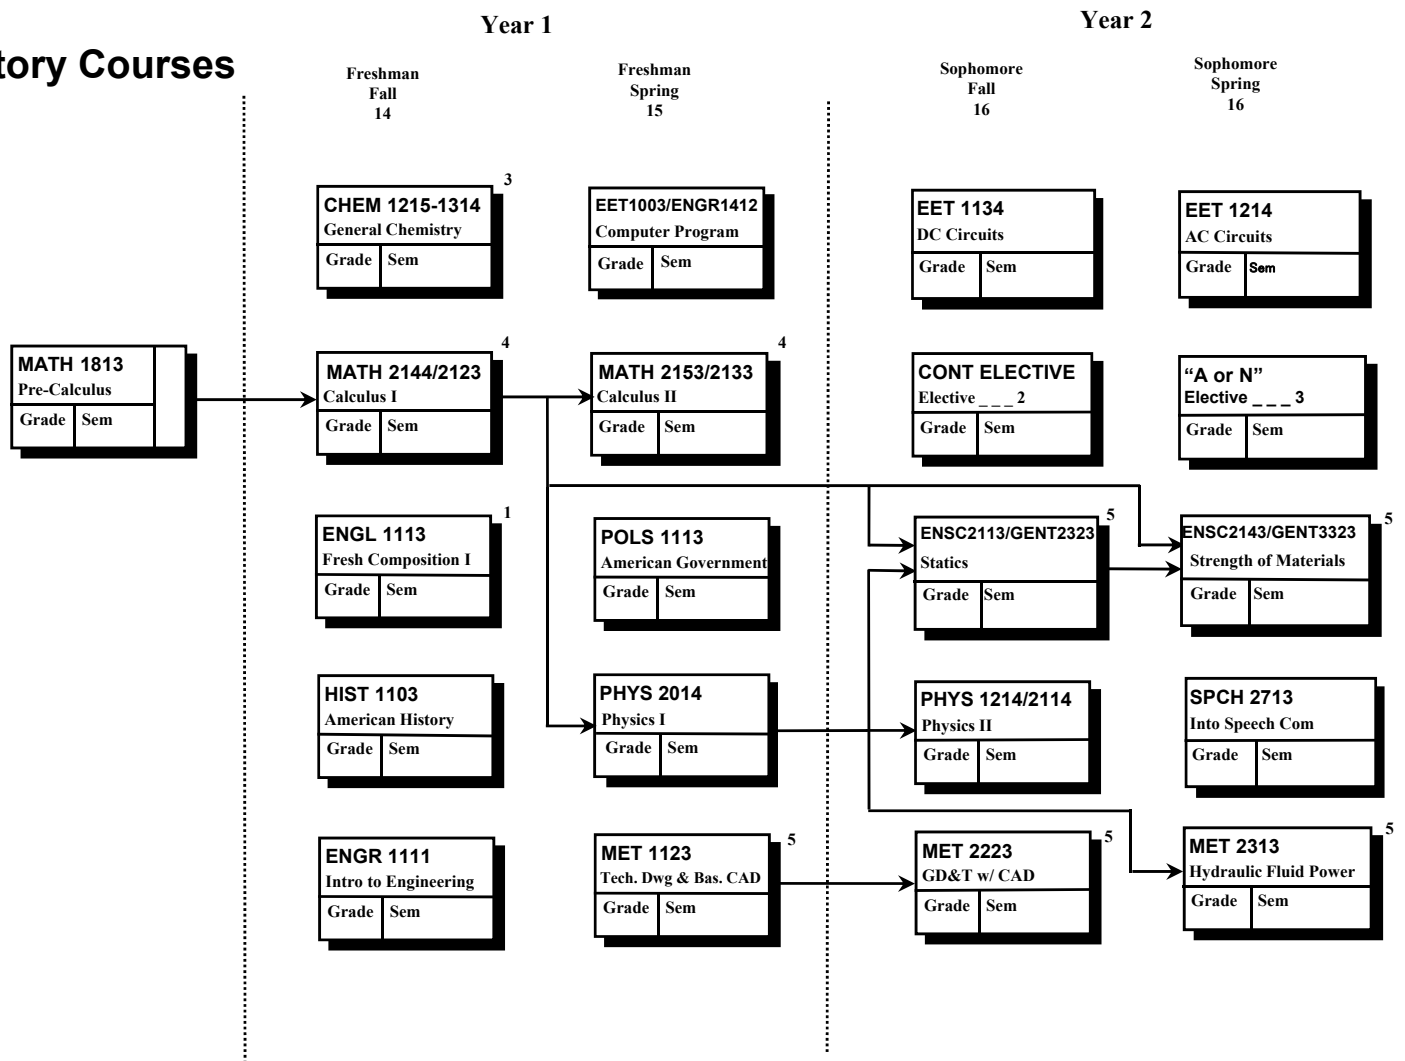 Year 1
Year 2
tory Courses
Freshman
Fall
14
Freshman
Spring
15
Sophomore
Fall
16
Sophomore
Spring
16
3
CHEM 1215-1314
General Chemistry
Grade Sem
EET1003/ENGR1412
Computer Program
Grade Sem
EET 1134
DC Circuits
Grade Sem
EET 1214
AC Circuits
Grade Sem
MATH 1813
Pre-Calculus
Grade Sem
4
MATH 2144/2123
Calculus I
Grade Sem
4
MATH 2153/2133
Calculus II
Grade Sem
CONT ELECTIVE
Elective _ _ _ 2
Grade Sem
“A or N”
Elective _ _ _ 3
Grade Sem
1
ENGL 1113
Fresh Composition I
Grade Sem
POLS 1113
American Government
Grade Sem
5
ENSC2113/GENT2323
Statics
Grade Sem
5
ENSC2143/GENT3323
Strength of Materials
Grade Sem
HIST 1103
American History
Grade Sem
PHYS 2014
Physics I
Grade Sem
PHYS 1214/2114
Physics II
Grade Sem
SPCH 2713
Into Speech Com
Grade Sem
ENGR 1111
Intro to Engineering
Grade Sem
5
MET 1123
Tech. Dwg & Bas. CAD
Grade Sem
5
MET 2223
GD&T w/ CAD
Grade Sem
5
MET 2313
Hydraulic Fluid Power
Grade Sem